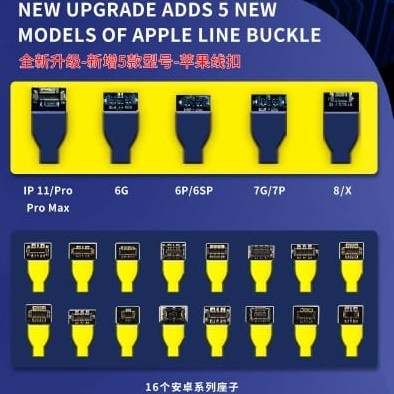 NEW UPGRADE ADDS 5 NEW
MODELS OF APPLE LINE BUCKLE
全新升级-新增5款型号-苹果线扣
IP 11/Pro
Pro Max
6G
6P/6SP
7G/7P
8/X
16个安卓系列座子